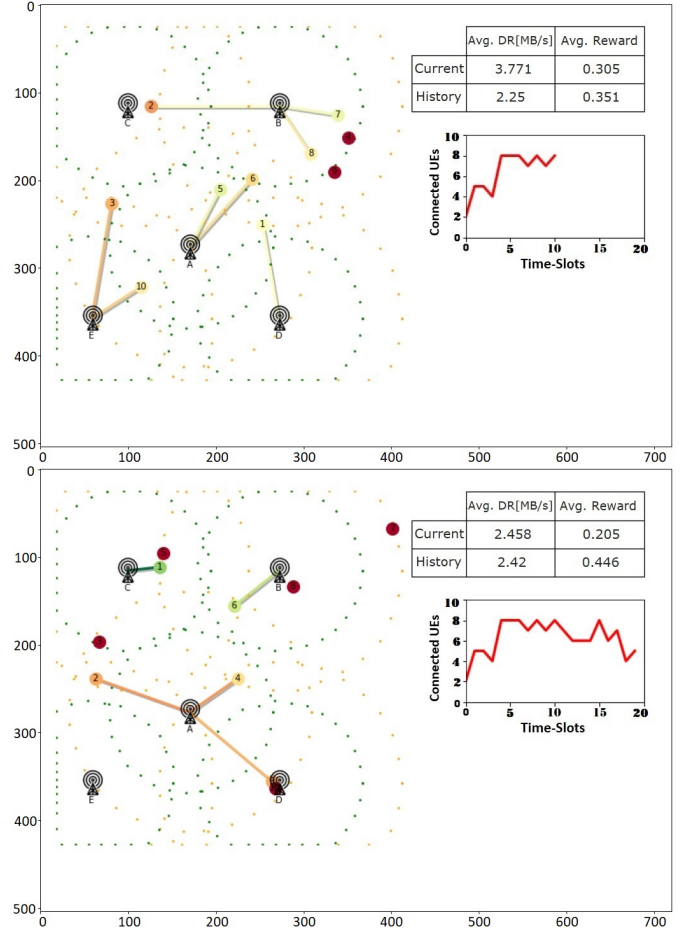 0
100
200
300
400
500
0 100 200 300 400 500 600 700
Avg. DR[MB/s] Avg. Reward
Current 3.771 0.305
History 2.25 0.351
Connected UEs
10
8
6
4
2
0
0 5 10 15 20
Time-Slots
C
2
B
7
8
6
5
3
1
A
10
E
D
0
100
200
300
400
500
0 100 200 300 400 500 600 700
Avg. DR[MB/s] Avg. Reward
Current 2.458 0.205
History 2.42 0.446
Connected UEs
10
8
6
4
2
0
0 5 10 15 20
Time-Slots
C
1
B
6
2
4
A
E
D